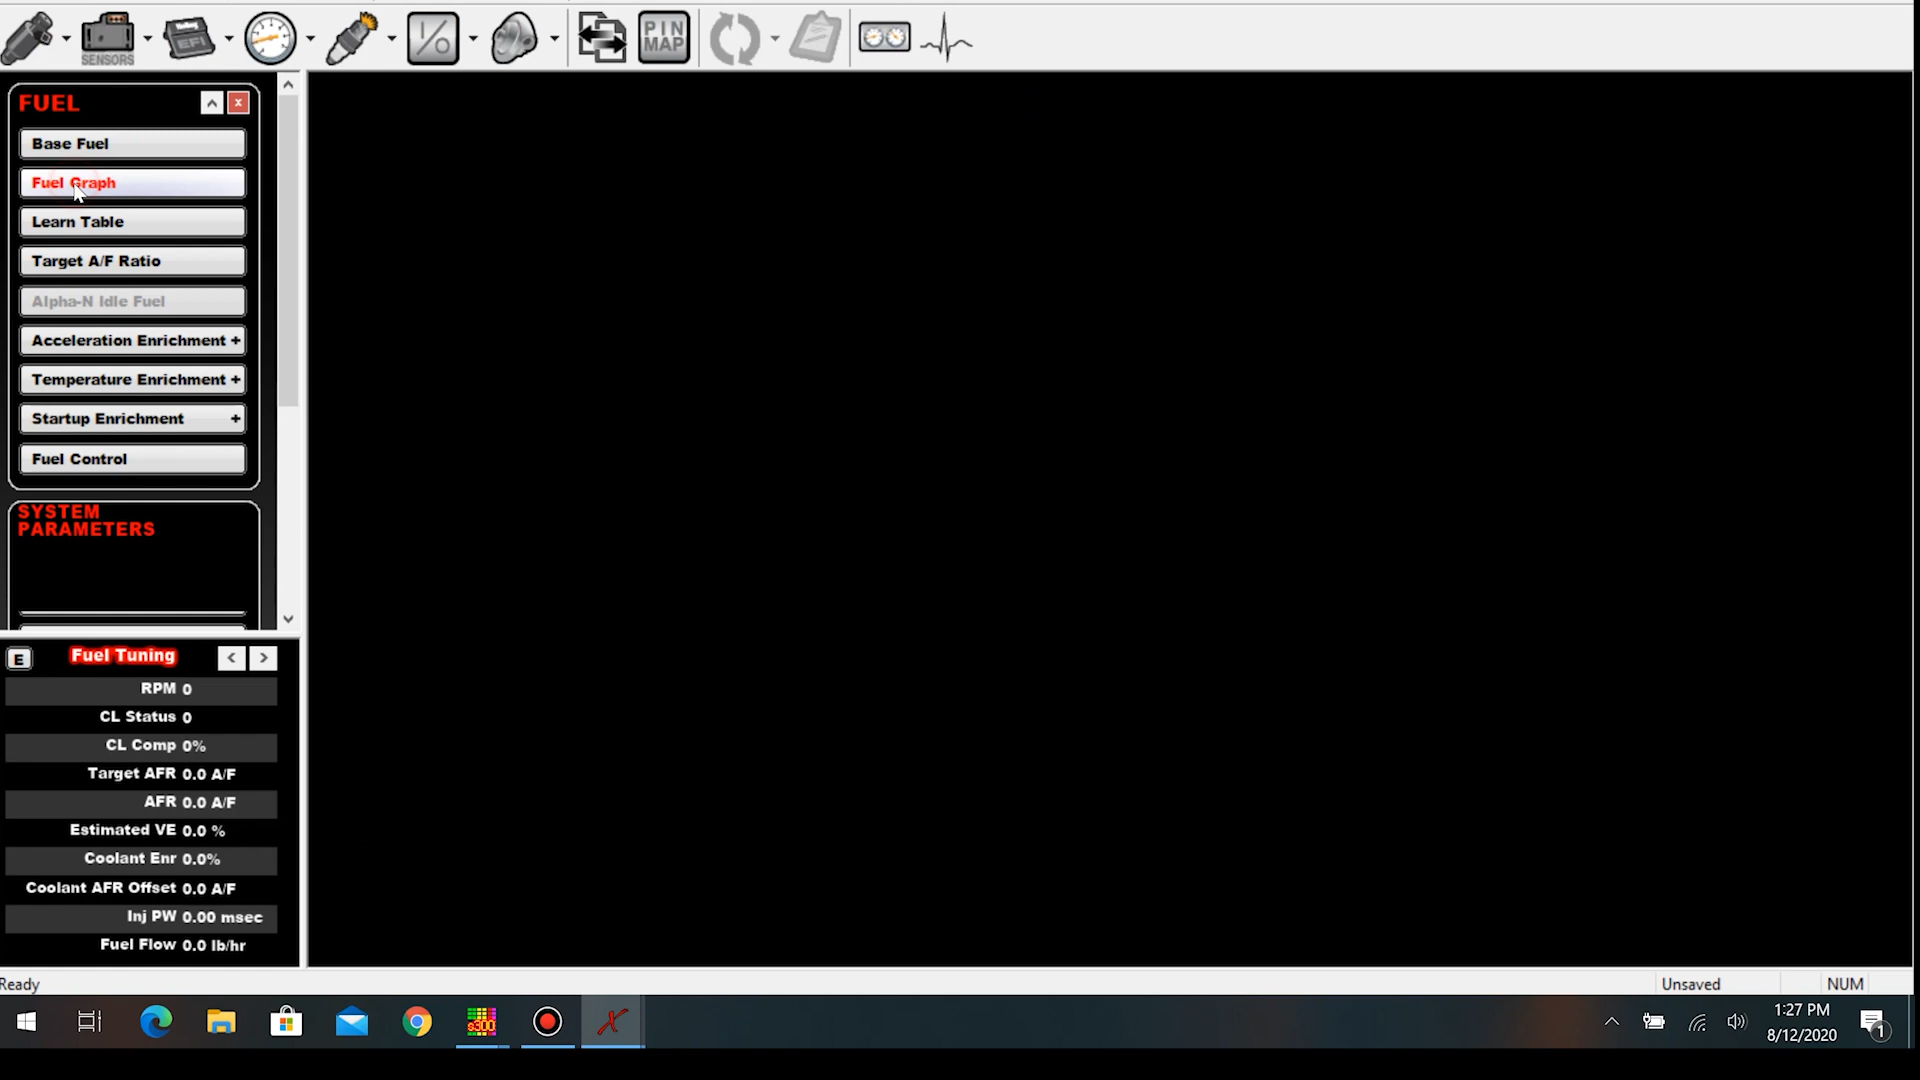 SENSORS
EFI
I/O
PIN
MAP
FUEL
Base Fuel
Fuel Graph
Learn Table
Target A/F Ratio
Alpha-N Idle Fuel
Acceleration Enrichment +
Temperature Enrichment +
Startup Enrichment +
Fuel Control
SYSTEM
PARAMETERS
E Fuel Tuning < >
RPM 0
CL Status 0
CL Comp 0%
Target AFR 0.0 A/F
AFR 0.0 A/F
Estimated VE 0.0 %
Coolant Enr 0.0%
Coolant AFR Offset 0.0 A/F
Inj PW 0.00 msec
Fuel Flow 0.0 lb/hr
Ready
Unsaved
NUM
s300
X
1:27 PM
8/12/2020
1